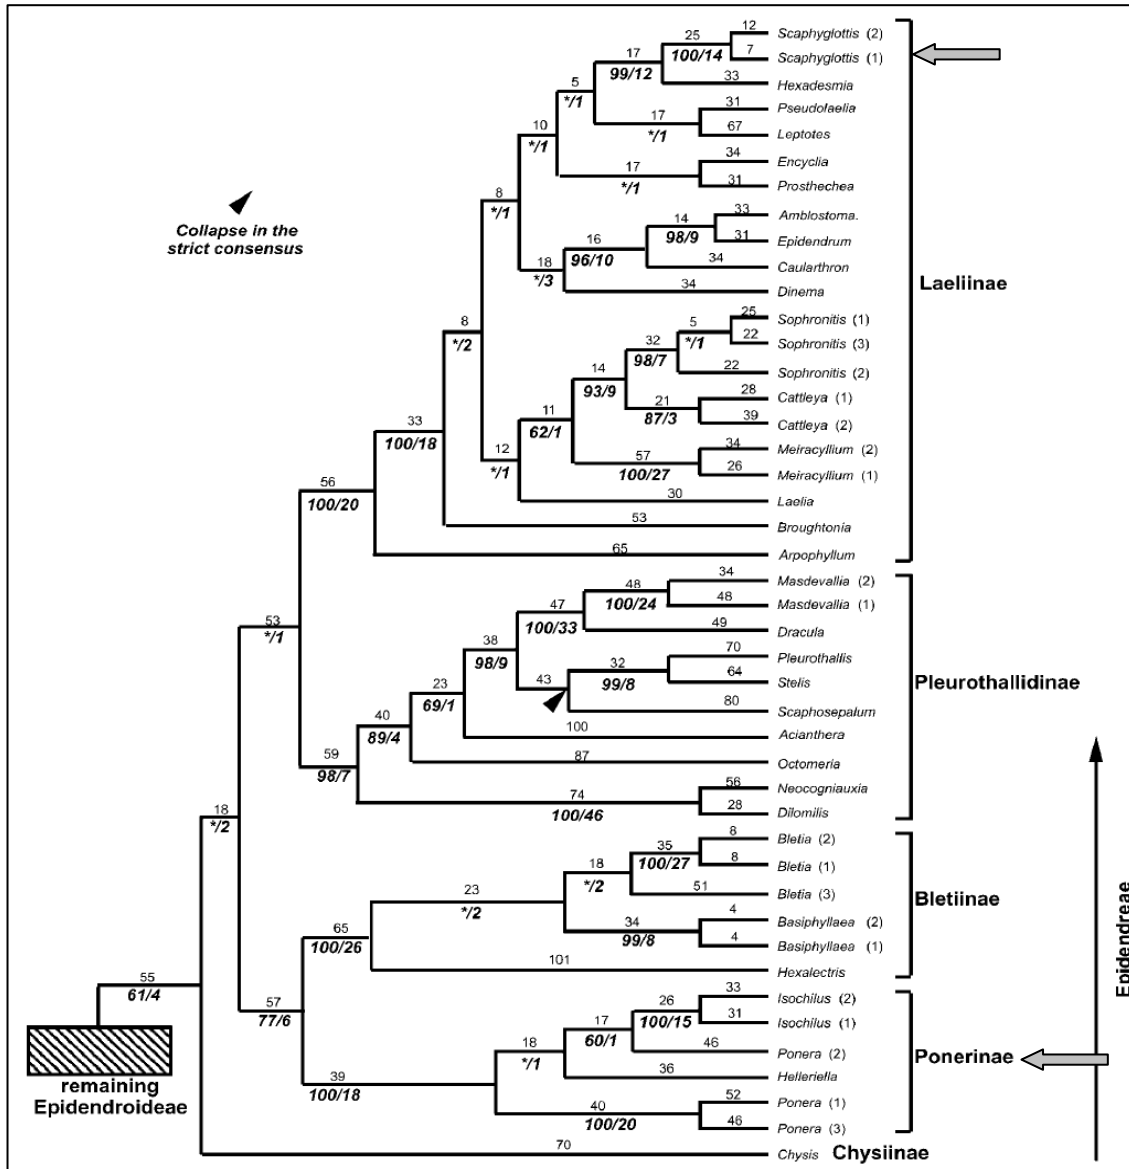 12
Scaphyglottis (2)
25
100/14
7
Scaphyglottis (1)
17
99/12
33
Hexadesmia
5
*/1
31
Pseudolaelia
17
*/1
67
Leptotes
10
*/1
34
Encyclia
17
*/1
31
Prosthechea
8
*/1
33
Amblostoma.
14
98/9
31
Epidendrum
16
96/10
34
Caularthron
18
*/3
34
Dinema
Laeliinae
Collapse in the
strict consensus
8
*/2
25
Sophronitis (1)
5
*/1
22
Sophronitis (3)
32
98/7
22
Sophronitis (2)
14
93/9
28
Cattleya (1)
21
87/3
39
Cattleya (2)
11
62/1
34
Meiracyllium (2)
57
100/27
26
Meiracyllium (1)
12
*/1
30
Laelia
33
100/18
53
Broughtonia
56
100/20
65
Arpophyllum
34
Masdevallia (2)
48
100/24
48
Masdevallia (1)
47
100/33
49
Dracula
38
98/9
70
Pleurothallis
32
99/8
64
Stelis
43
80
Scaphosepalum
Pleurothallidinae
53
*/1
23
69/1
100
Acianthera
40
89/4
87
Octomeria
59
98/7
56
Neocogniauxia
74
100/46
28
Dilomilis
18
*/2
8
Bletia (2)
35
100/27
8
Bletia (1)
18
*/2
51
Bletia (3)
23
*/2
4
Basiphyllaea (2)
34
99/8
4
Basiphyllaea (1)
65
100/26
101
Hexalectris
Bletiinae
Epidendreae
55
61/4
57
77/6
33
Isochilus (2)
26
100/15
31
Isochilus (1)
17
60/1
46
Ponera (2)
18
*/1
36
Helleriella
39
100/18
52
Ponera (1)
40
100/20
46
Ponera (3)
Ponerinae
remaining
Epidendroideae
70
Chysis
Chysiinae